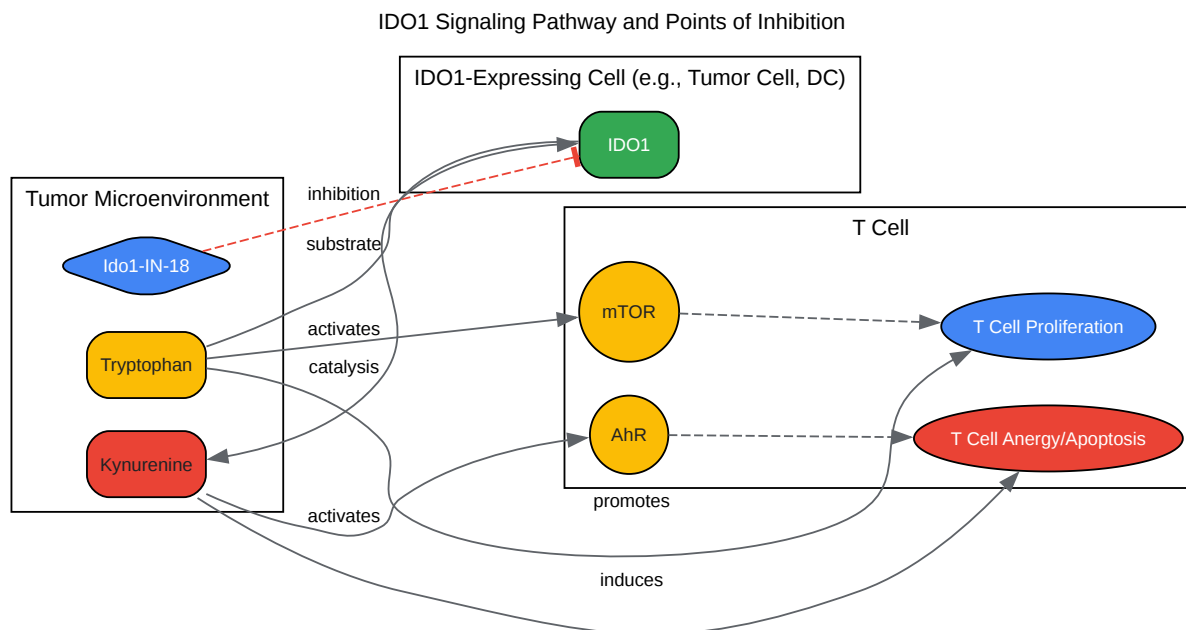 IDO1 Signaling Pathway and Points of Inhibition
IDO1-Expressing Cell (e.g., Tumor Cell, DC)
IDO1
Tumor Microenvironment
inhibition
T Cell
substrate
Ido1-IN-18
mTOR
T Cell Proliferation
activates
Tryptophan
catalysis
AhR
T Cell Anergy/Apoptosis
Kynurenine
promotes
activates
induces